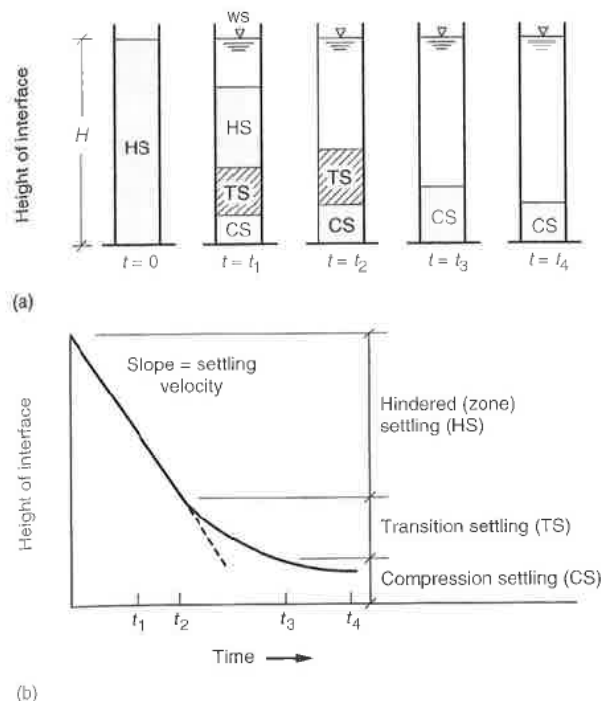 WS
Height of interface
H
HS
HS
TS
CS
TS
CS
CS
CS
t = 0
t = t₁
t = t₂
t = t₃
t = t₄
(a)
Height of interface
Slope = settling
velocity
Hindered (zone)
settling (HS)
Transition settling (TS)
Compression settling (CS)
t₁
t₂
t₃
t₄
Time
(b)